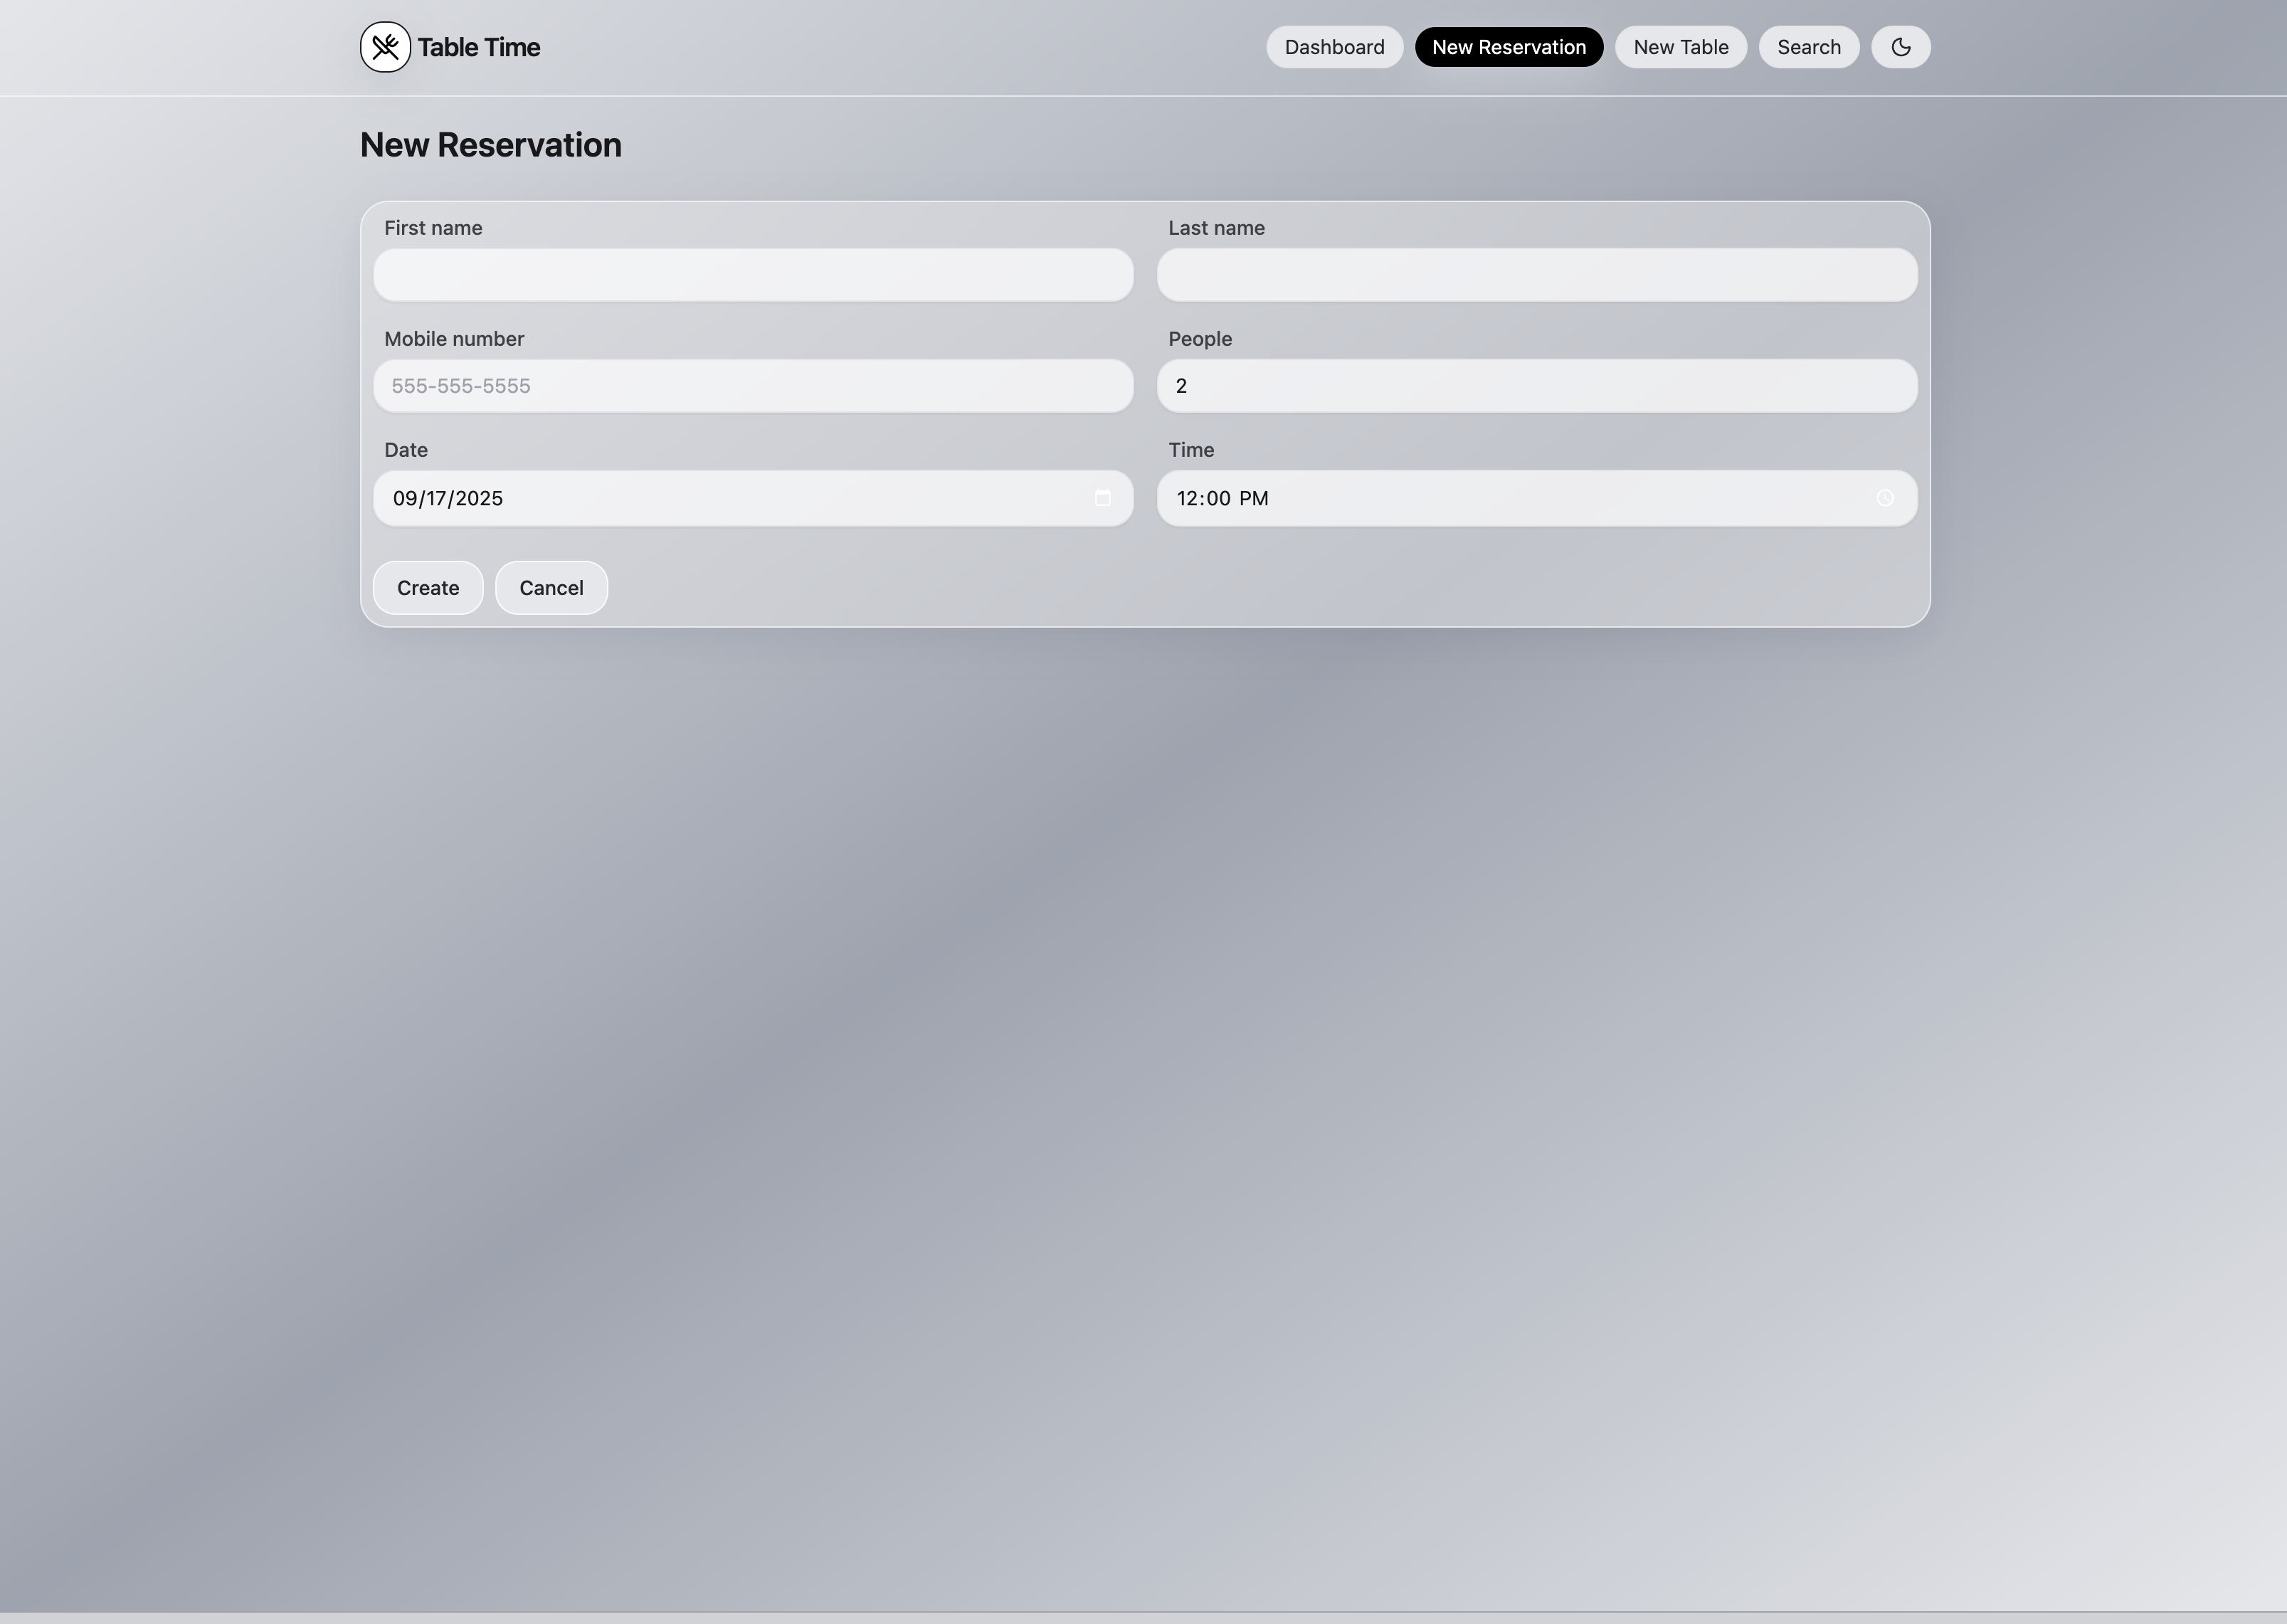 Table Time
Dashboard
New Reservation
New Table
Search
New Reservation
First name
Last name
Mobile number
People
555-555-5555
2
Date
Time
09/17/2025
12:00 PM
Create
Cancel